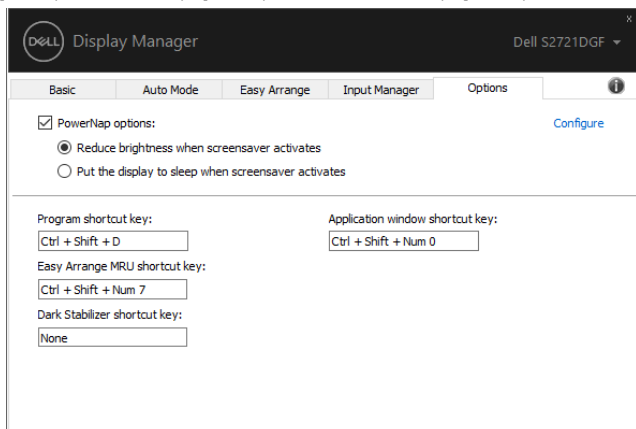 DELL Display Manager
Dell S2721DGF
Basic Auto Mode Easy Arrange Input Manager Options
PowerNap options:
Configure
Reduce brightness when screensaver activates
Put the display to sleep when screensaver activates
Program shortcut key:
Application window shortcut key:
Ctrl + Shift + D
Ctrl + Shift + Num 0
Easy Arrange MRU shortcut key:
Ctrl + Shift + Num 7
Dark Stabilizer shortcut key:
None